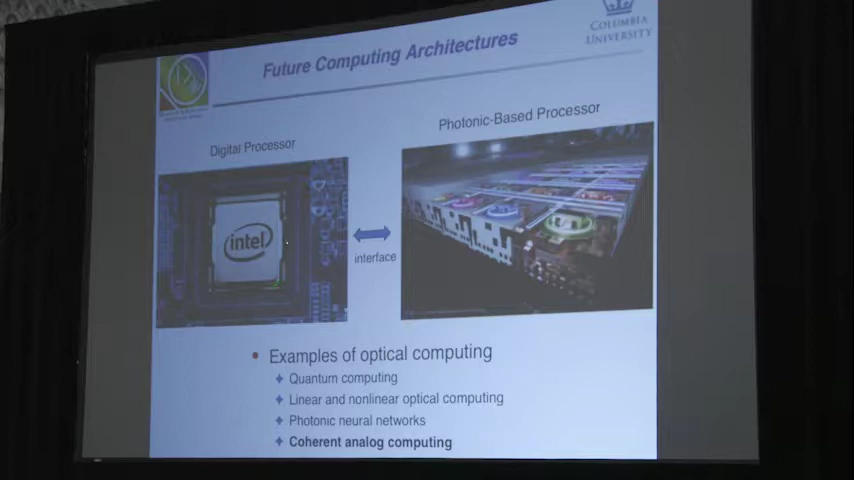 Future Computing Architectures
COLUMBIA
UNIVERSITY
Digital Processor
Photonic-Based Processor
intel
interface
Examples of optical computing
Quantum computing
Linear and nonlinear optical computing
Photonic neural networks
Coherent analog computing